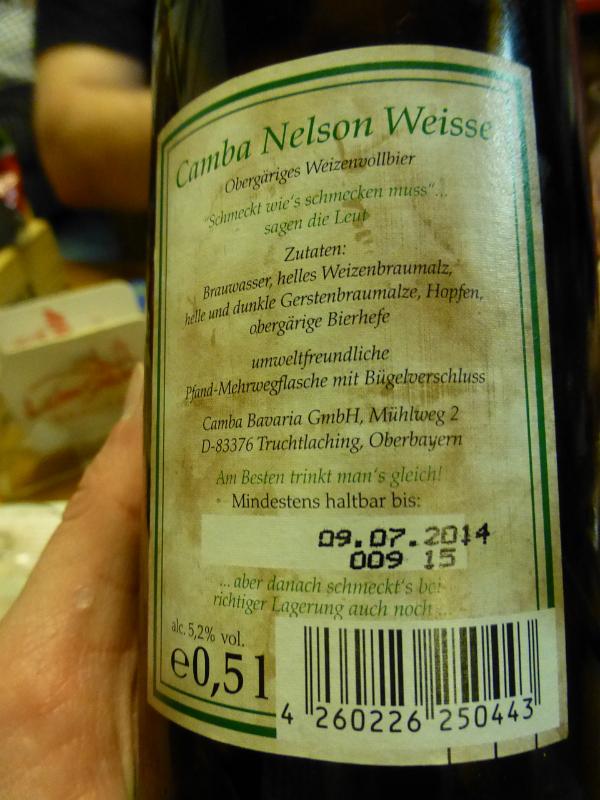 Camba Nelson Weisse
Obergäriges Weizenvollbier
"Schmeckt wie's schmecken muss"...
sagen die Leut
Zutaten:
Brauwasser, helles Weizenbraumalz,
helle und dunkle Gerstenbraumalze, Hopfen,
obergärige Bierhefe
umweltfreundliche
Pfand-Mehrwegflasche mit Bügelverschluss
Camba Bavaria GmbH, Mühlweg 2
D-83376 Truchtlaching, Oberbayern
Am Besten trinkt man's gleich!
Mindestens haltbar bis:
09.07.2014
009 15
... aber danach schmeckt's bei
richtiger Lagerung auch noch ...
alc. 5,2% vol.
e0,5l
4 260226 250443